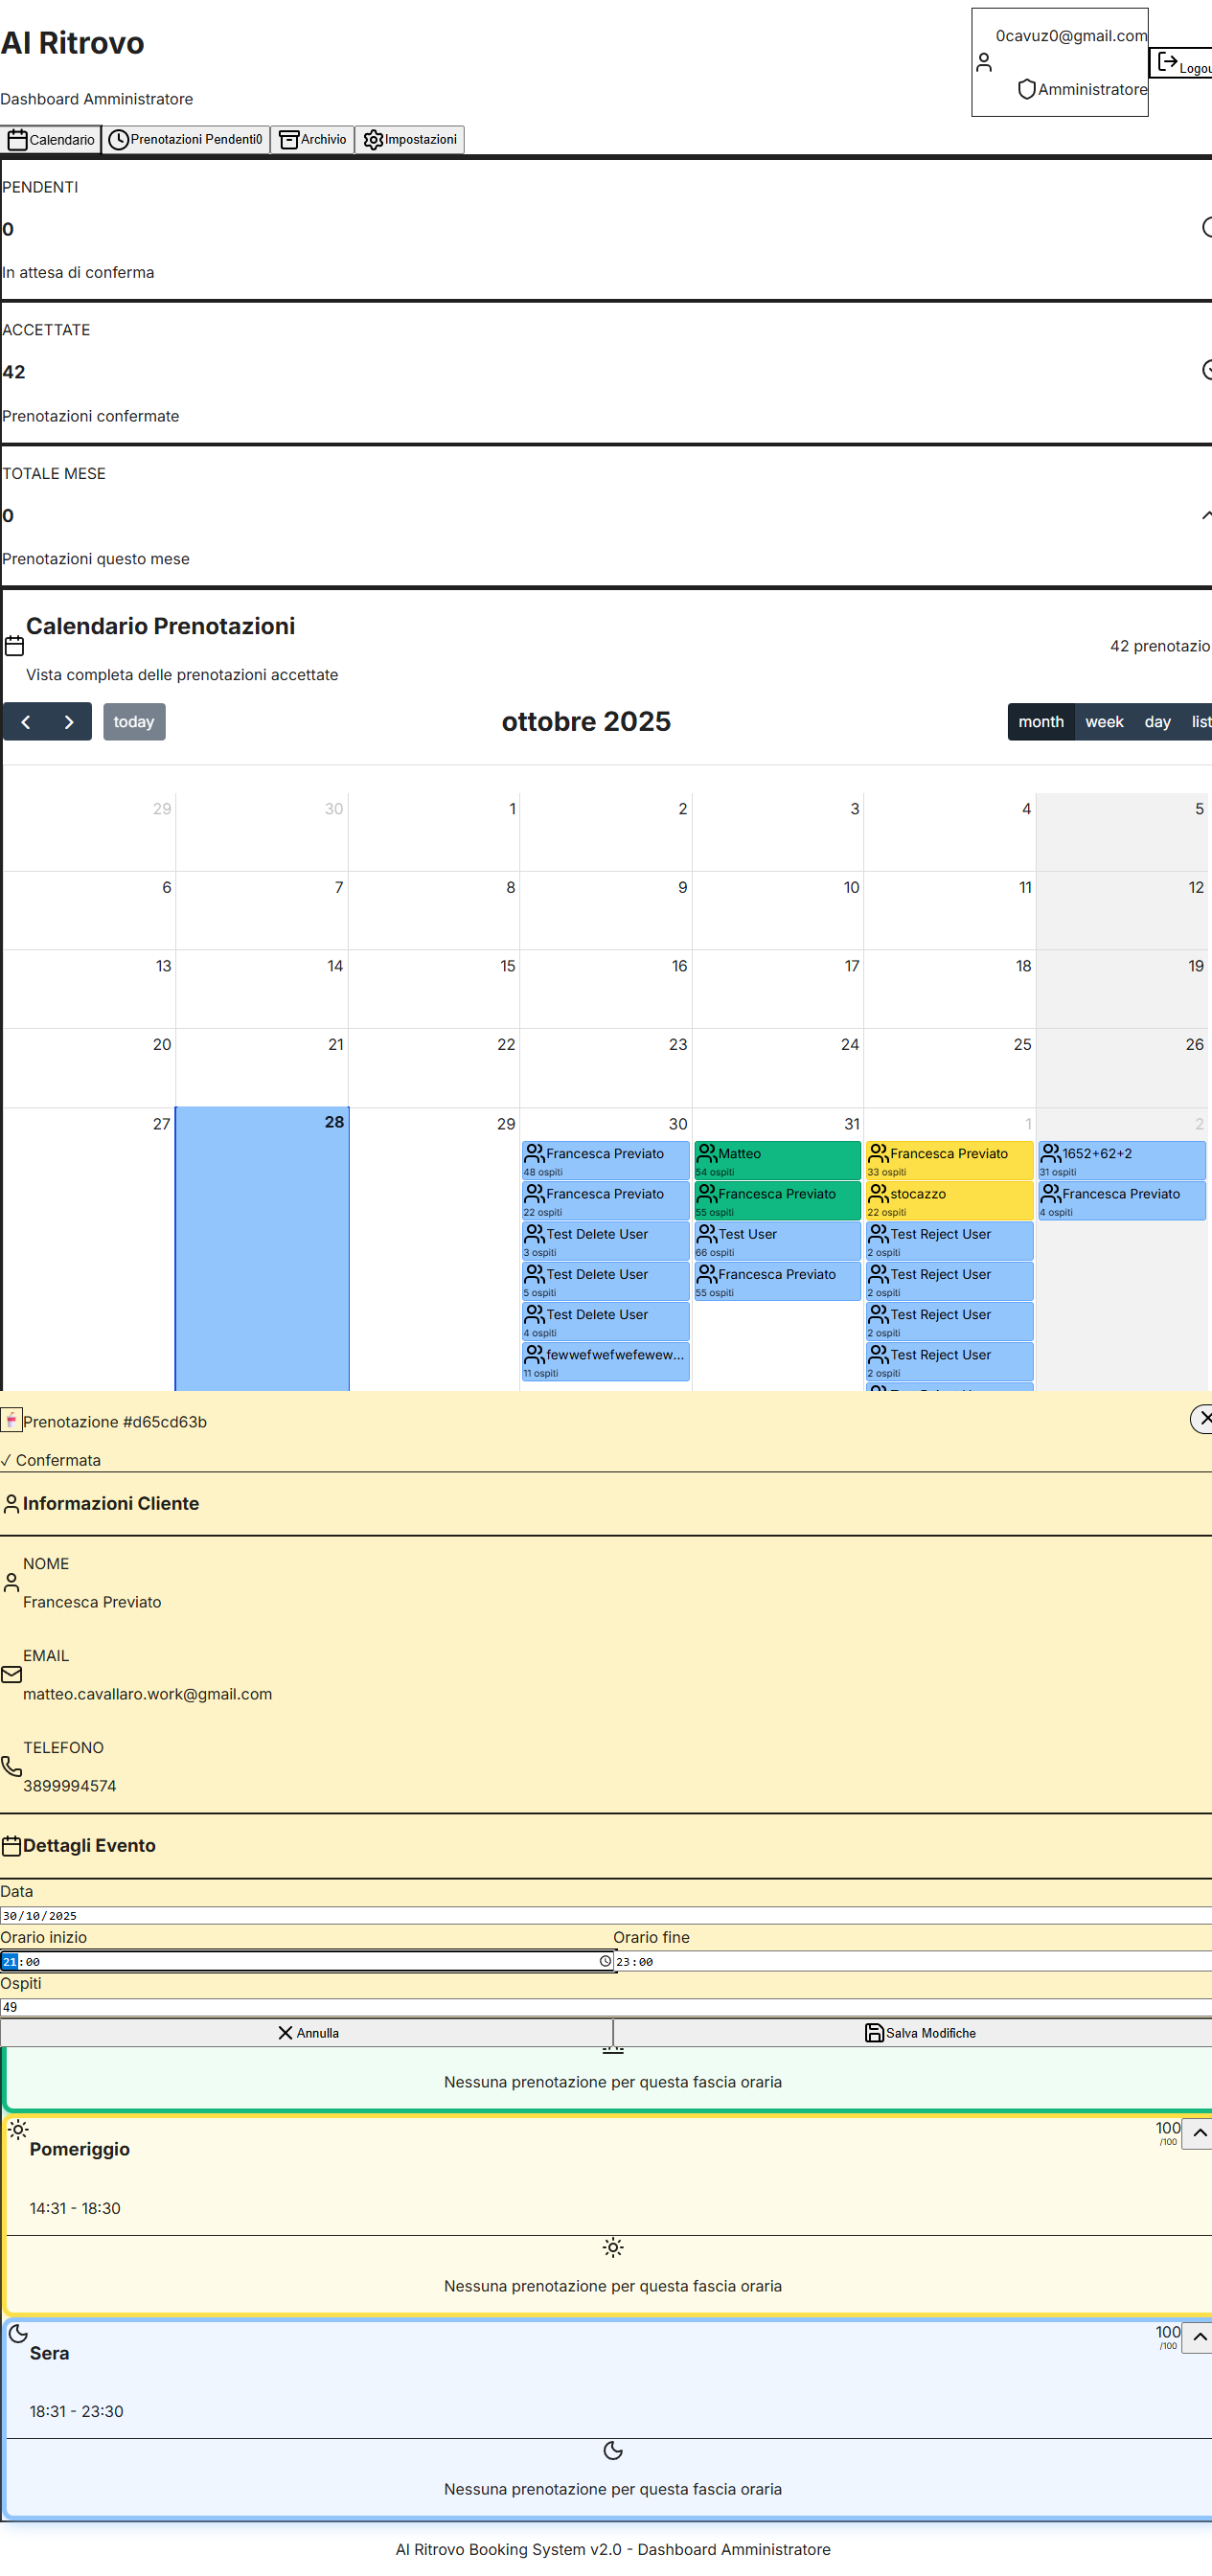 Al Ritrovo
0cavuz0@gmail.com
Amministratore
Logou
Dashboard Amministratore
Calendario
Prenotazioni Pendenti0
Archivio
Impostazioni
PENDENTI
0
In attesa di conferma
ACCETTATE
42
Prenotazioni confermate
TOTALE MESE
0
Prenotazioni questo mese
Calendario Prenotazioni
Vista completa delle prenotazioni accettate
42 prenotazio
today
ottobre 2025
month week day list
29 30 1 2 3 4 5
6 7 8 9 10 11 12
13 14 15 16 17 18 19
20 21 22 23 24 25 26
27 28 29 30 31 1 2
Francesca Previato
48 ospiti
Francesca Previato
22 ospiti
Test Delete User
3 ospiti
Test Delete User
5 ospiti
Test Delete User
4 ospiti
fewwefwefwefewew...
11 ospiti
Matteo
54 ospiti
Francesca Previato
55 ospiti
Test User
66 ospiti
Francesca Previato
55 ospiti
Francesca Previato
33 ospiti
stocazzo
22 ospiti
Test Reject User
2 ospiti
Test Reject User
2 ospiti
Test Reject User
2 ospiti
Test Reject User
2 ospiti
1652+62+2
31 ospiti
Francesca Previato
4 ospiti
Prenotazione #d65cd63b
✓ Confermata
Informazioni Cliente
NOME
Francesca Previato
EMAIL
matteo.cavallaro.work@gmail.com
TELEFONO
3899994574
Dettagli Evento
Data
30/10/2025
Orario inizio
Orario fine
21:00
23:00
Ospiti
49
Annulla
Salva Modifiche
Nessuna prenotazione per questa fascia oraria
Pomeriggio
100
/100
14:31 - 18:30
Nessuna prenotazione per questa fascia oraria
Sera
100
/100
18:31 - 23:30
Nessuna prenotazione per questa fascia oraria
Al Ritrovo Booking System v2.0 - Dashboard Amministratore